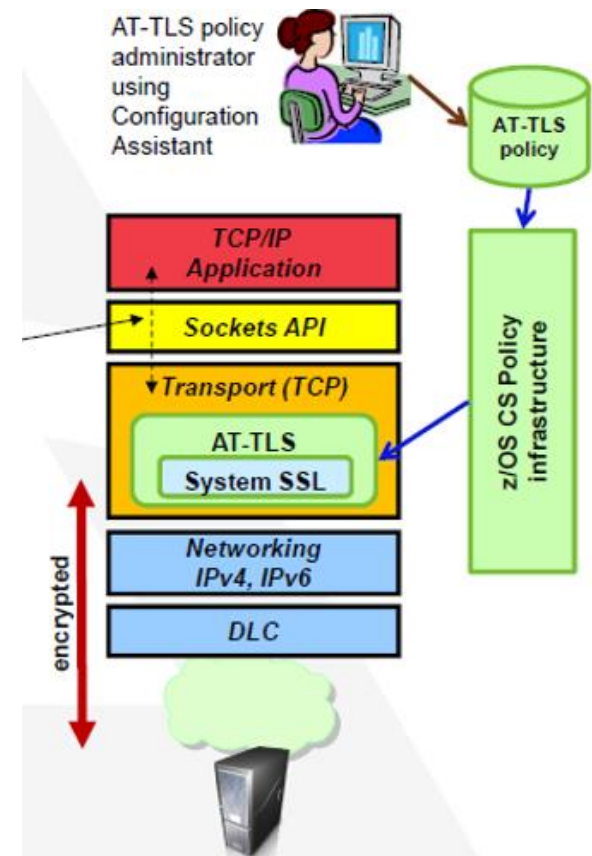 AT-TLS policy
administrator
using
Configuration
Assistant
AT-TLS
policy
TCP/IP
Application
Sockets API
Transport (TCP)
AT-TLS
System SSL
Networking
IPv4, IPv6
DLC
encrypted
z/OS CS Policy
infrastructure